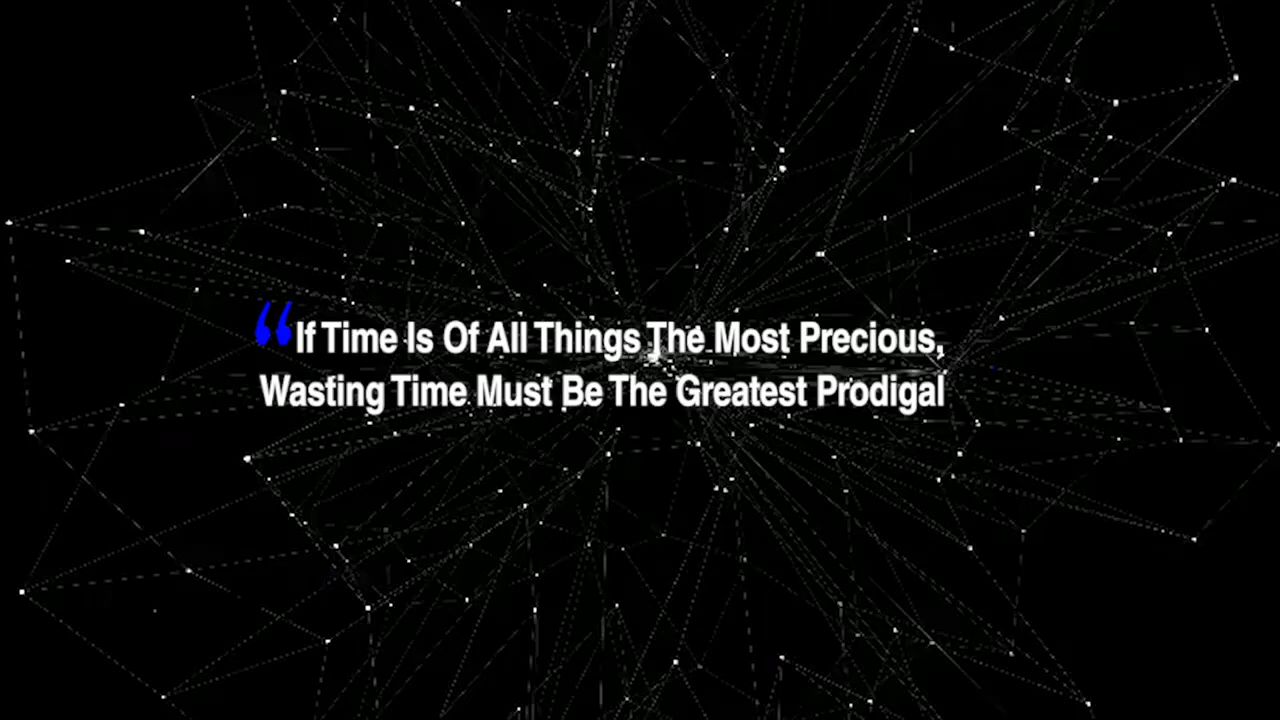 “If Time Is Of All Things The Most Precious,
Wasting Time Must Be The Greatest Prodigal